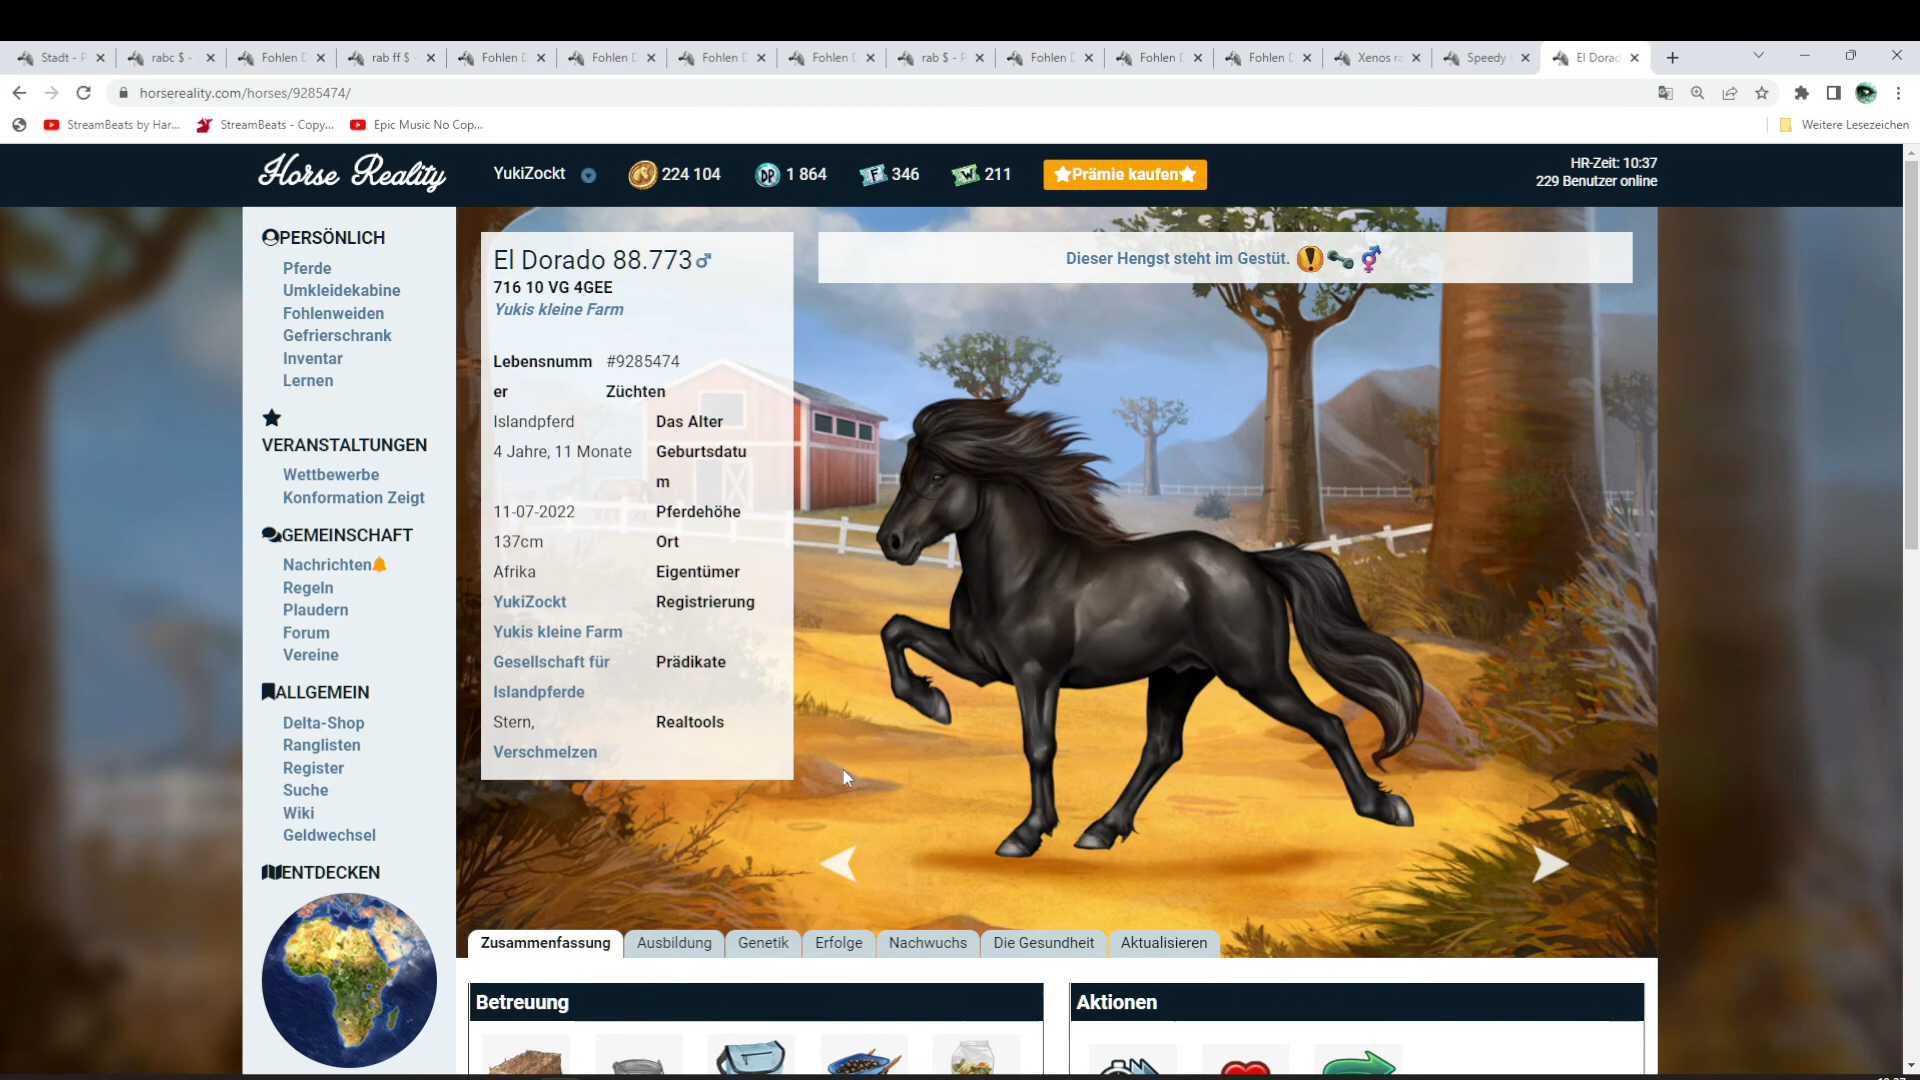 Stadt - P
rabc $ -
Fohlen D
rab ff $ -
Fohlen D
Fohlen D
Fohlen D
Fohlen D
rab $ - P
Fohlen D
Fohlen D
Fohlen D
Xenos ra
Speedy
El Dorad
horsereality.com/horses/9285474/
StreamBeats by Har...
StreamBeats - Copy...
Epic Music No Cop...
Weitere Lesezeichen
Horse Reality
YukiZockt
224 104
DP
1 864
F
346
W
211
Prämie kaufen
HR-Zeit: 10:37
229 Benutzer online
PERSÖNLICH
Pferde
Umkleidekabine
Fohlenweiden
Gefrierschrank
Inventar
Lernen
VERANSTALTUNGEN
Wettbewerbe
Konformation Zeigt
GEMEINSCHAFT
Nachrichten
Regeln
Plaudern
Forum
Vereine
ALLGEMEIN
Delta-Shop
Ranglisten
Register
Suche
Wiki
Geldwechsel
ENTDECKEN
El Dorado 88.773♂
716 10 VG 4GEE
Yukis kleine Farm
Lebensnumm #9285474
er Züchten
Islandpferd Das Alter
4 Jahre, 11 Monate Geburtsdatu
m
11-07-2022 Pferdehöhe
137cm Ort
Afrika Eigentümer
YukiZockt Registrierung
Yukis kleine Farm
Gesellschaft für Prädikate
Islandpferde
Stern, Realtools
Verschmelzen
Dieser Hengst steht im Gestüt.
Zusammenfassung
Ausbildung
Genetik
Erfolge
Nachwuchs
Die Gesundheit
Aktualisieren
Betreuung
Aktionen